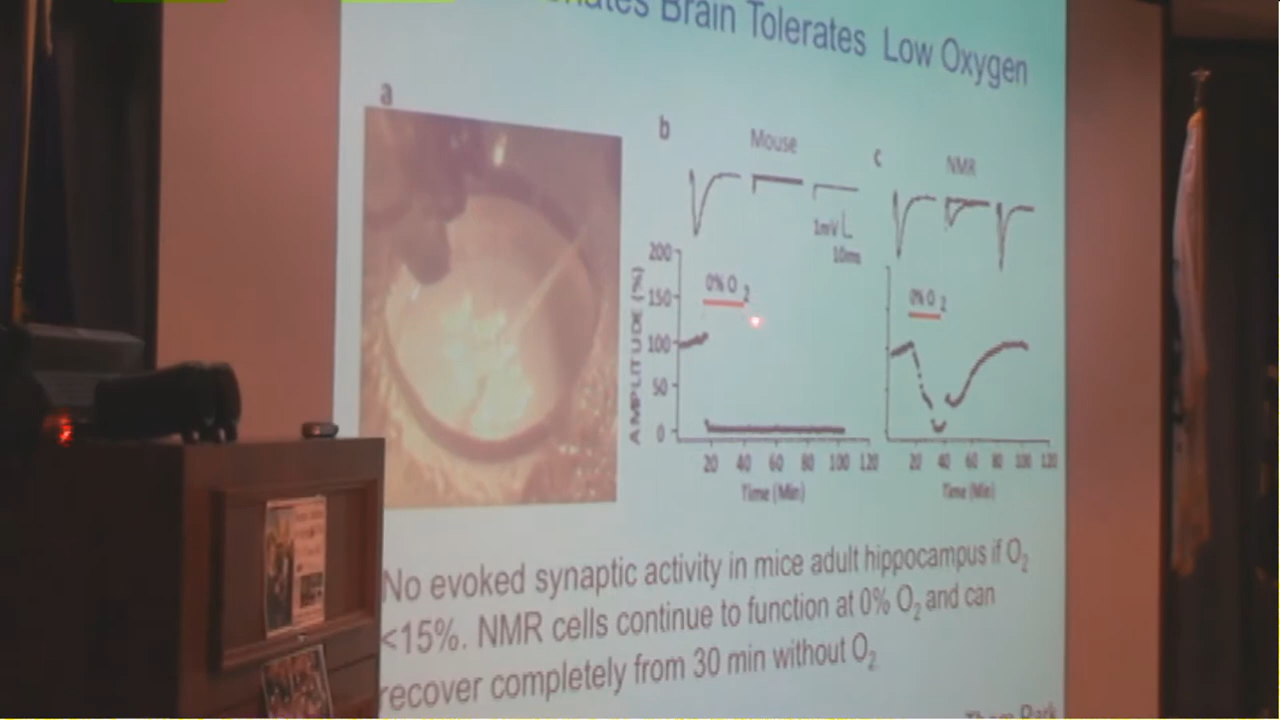 Brain Tolerates Low Oxygen
a
b
Mouse
c
NMR
1mV
10ms
200
150
100
50
0
AMPLITUDE (%)
0% O2
0% O2
20 40 60 80 100 120
Time (Min)
20 40 60 80 100 120
Time (Min)
No evoked synaptic activity in mice adult hippocampus if O2
<15%. NMR cells continue to function at 0% O2 and can
recover completely from 30 min without O2
Park